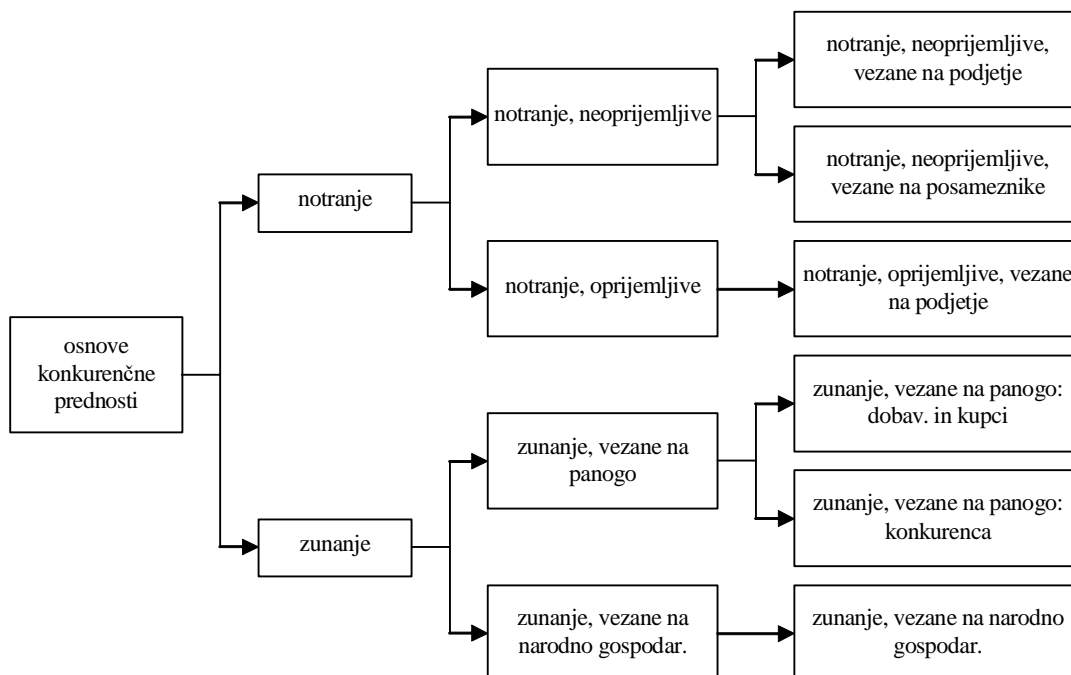 osnove
konkurenčne
prednosti
notranje
zunanje
notranje, neoprijemljive
notranje, oprijemljive
zunanje, vezane na
panogo
zunanje, vezane na
narodno gospodar.
notranje, neoprijemljive,
vezane na podjetje
notranje, neoprijemljive,
vezane na posameznike
notranje, oprijemljive, vezane
na podjetje
zunanje, vezane na panogo:
dobav. in kupci
zunanje, vezane na panogo:
konkurenca
zunanje, vezane na narodno
gospodar.